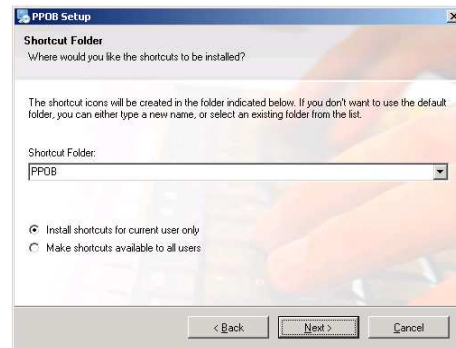 PPOB Setup
Shortcut Folder
Where would you like the shortcuts to be installed?
The shortcut icons will be created in the folder indicated below. If you don't want to use the default
folder, you can either type a new name, or select an existing folder from the list.
Shortcut Folder:
PPOB
Install shortcuts for current user only
Make shortcuts available to all users
< Back
Next >
Cancel